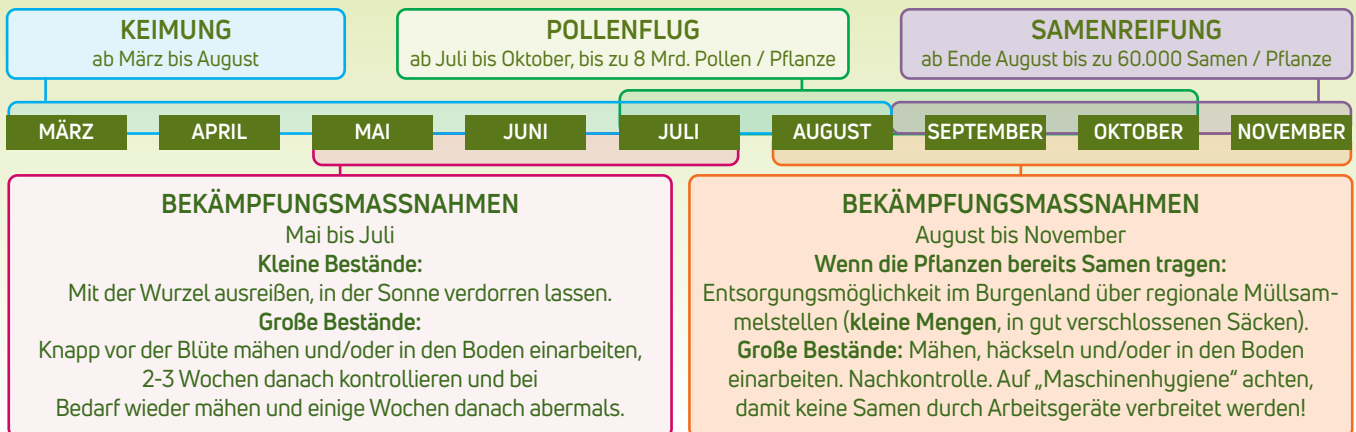 KEIMUNG
ab März bis August
POLLENFLUG
ab Juli bis Oktober, bis zu 8 Mrd. Pollen / Pflanze
SAMENREIFUNG
ab Ende August bis zu 60.000 Samen / Pflanze
MÄRZ
APRIL
MAI
JUNI
JULI
AUGUST
SEPTEMBER
OKTOBER
NOVEMBER
BEKÄMPFUNGSMASSNAHMEN
Mai bis Juli
Kleine Bestände:
Mit der Wurzel ausreißen, in der Sonne verdorren lassen.
Große Bestände:
Knapp vor der Blüte mähen und/oder in den Boden einarbeiten,
2-3 Wochen danach kontrollieren und bei
Bedarf wieder mähen und einige Wochen danach abermals.
BEKÄMPFUNGSMASSNAHMEN
August bis November
Wenn die Pflanzen bereits Samen tragen:
Entsorgungsmöglichkeit im Burgenland über regionale Müllsam-
melstellen (kleine Mengen, in gut verschlossenen Säcken).
Große Bestände: Mähen, häckseln und/oder in den Boden
einarbeiten. Nachkontrolle. Auf „Maschinenhygiene“ achten,
damit keine Samen durch Arbeitsgeräte verbreitet werden!